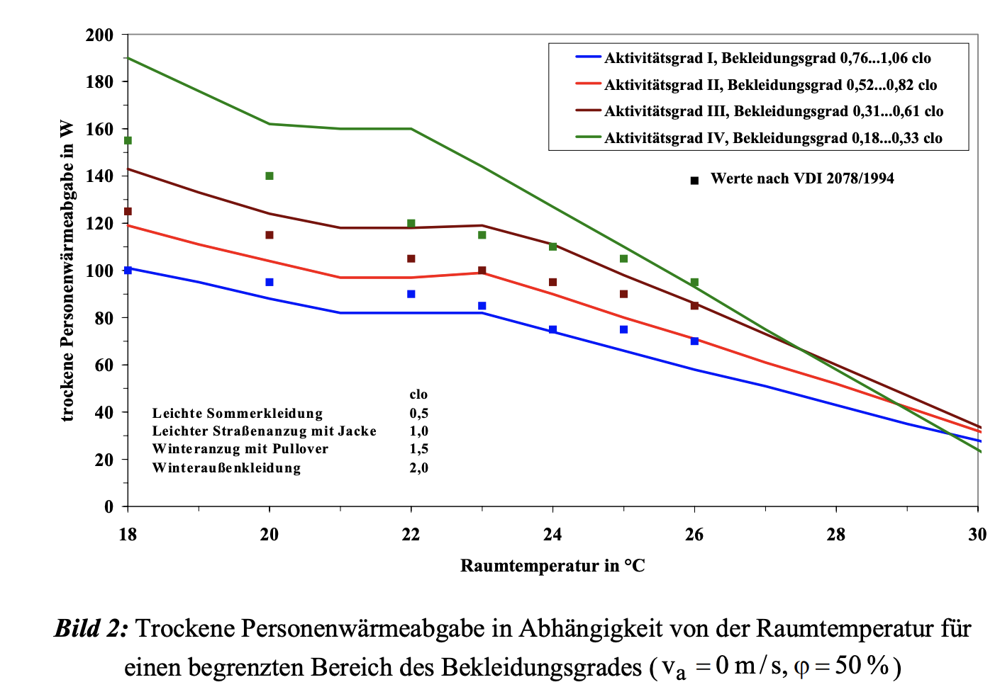 200
180
160
140
120
100
80
60
40
20
0
trockene Personenwärmeabgabe in W
Aktivitätsgrad I, Bekleidungsgrad 0,76...1,06 clo
Aktivitätsgrad II, Bekleidungsgrad 0,52...0,82 clo
Aktivitätsgrad III, Bekleidungsgrad 0,31...0,61 clo
Aktivitätsgrad IV, Bekleidungsgrad 0,18...0,33 clo
Werte nach VDI 2078/1994
clo
Leichte Sommerkleidung 0,5
Leichter Straßenanzug mit Jacke 1,0
Winteranzug mit Pullover 1,5
Winteraußenkleidung 2,0
18 20 22 24 26 28 30
Raumtemperatur in °C
Bild 2: Trockene Personenwärmeabgabe in Abhängigkeit von der Raumtemperatur für
einen begrenzten Bereich des Bekleidungsgrades ( vₐ = 0 m / s, φ = 50 % )